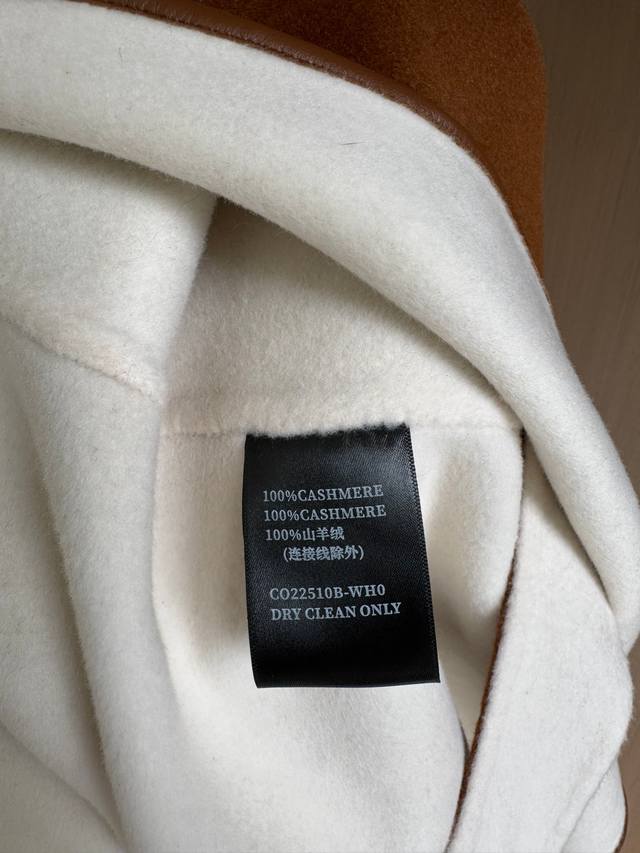 100%CASHMERE
100%CASHMERE
100%山羊绒
(连接线除外)
CO22510B-WH0
DRY CLEAN ONLY